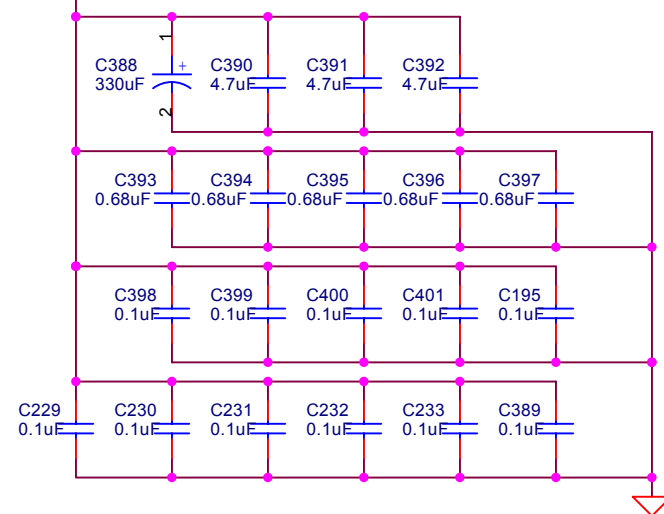 1
C388 C390 C391 C392
330uF 4.7uF 4.7uF 4.7uF
+
2
C393 C394 C395 C396 C397
0.68uF 0.68uF 0.68uF 0.68uF 0.68uF
C398 C399 C400 C401 C195
0.1uF 0.1uF 0.1uF 0.1uF 0.1uF
C229 C230 C231 C232 C233 C389
0.1uF 0.1uF 0.1uF 0.1uF 0.1uF 0.1uF